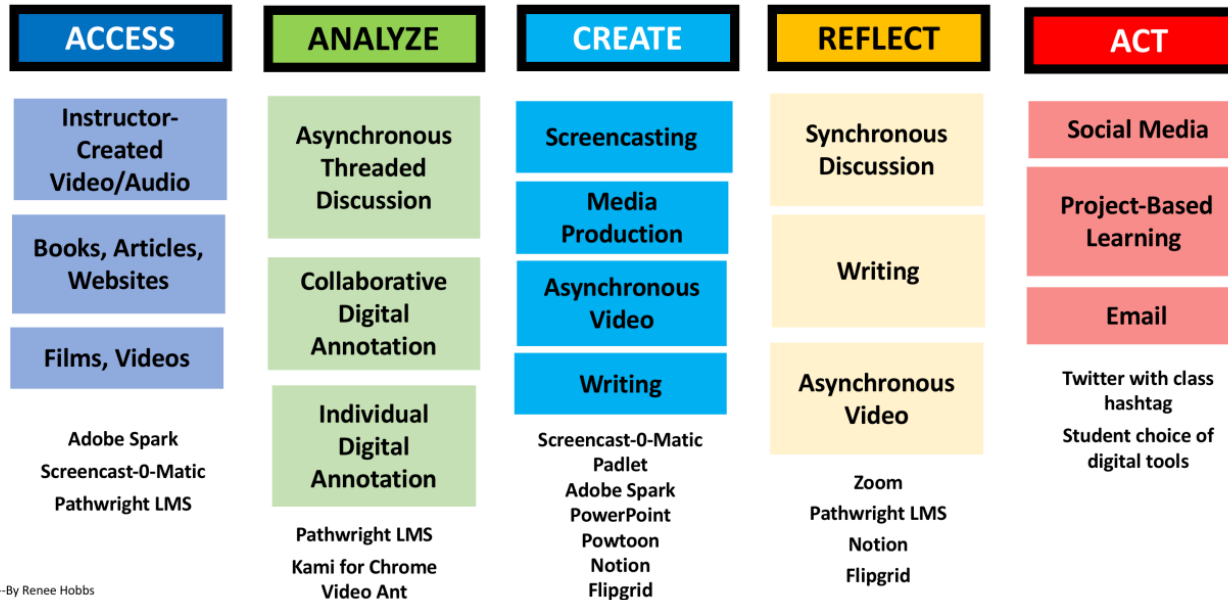 ACCESS
Instructor-
Created
Video/Audio
Books, Articles,
Websites
Films, Videos
Adobe Spark
Screencast-0-Matic
Pathwright LMS
ANALYZE
Asynchronous
Threaded
Discussion
Collaborative
Digital
Annotation
Individual
Digital
Annotation
Pathwright LMS
Kami for Chrome
Video Ant
CREATE
Screencasting
Media
Production
Asynchronous
Video
Writing
Screencast-0-Matic
Padlet
Adobe Spark
PowerPoint
Powtoon
Notion
Flipgrid
REFLECT
Synchronous
Discussion
Writing
Asynchronous
Video
Zoom
Pathwright LMS
Notion
Flipgrid
ACT
Social Media
Project-Based
Learning
Email
Twitter with class
hashtag
Student choice of
digital tools
--By Renee Hobbs